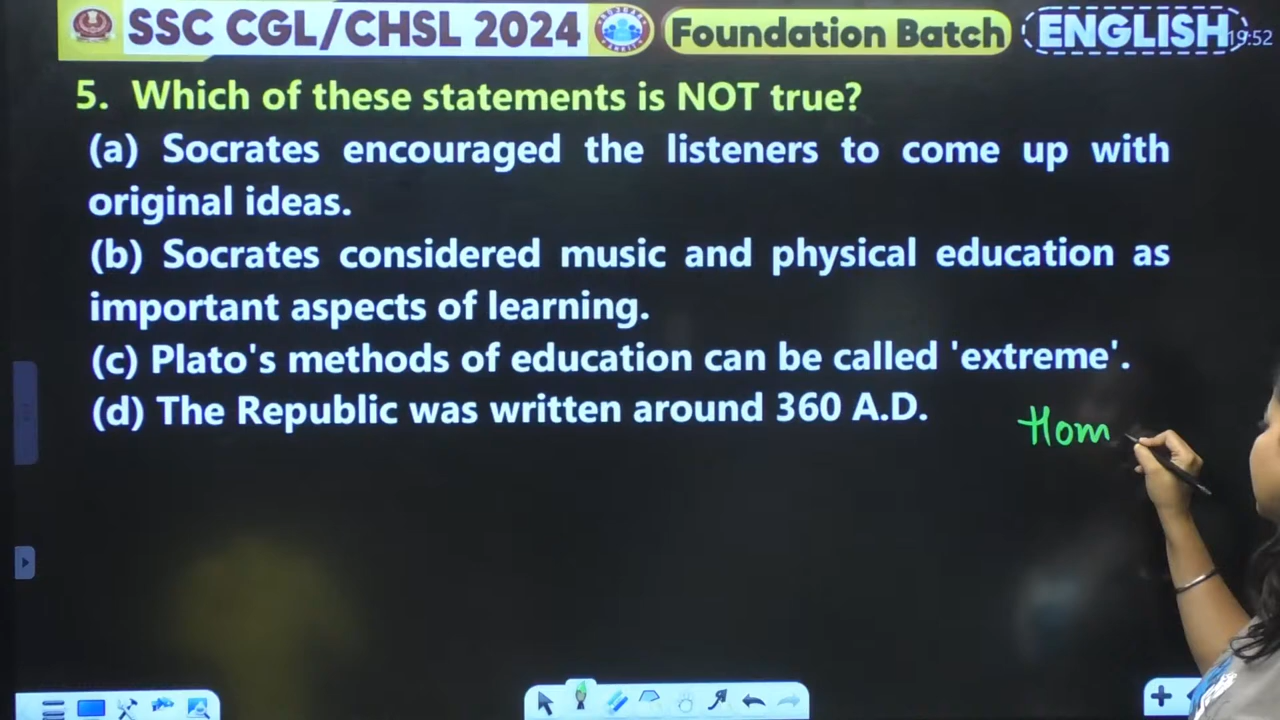 SSC CGL/CHSL 2024 Foundation Batch ENGLISH 19:52
5. Which of these statements is NOT true?
(a) Socrates encouraged the listeners to come up with
original ideas.
(b) Socrates considered music and physical education as
important aspects of learning.
(c) Plato's methods of education can be called 'extreme'.
(d) The Republic was written around 360 A.D.
Hom